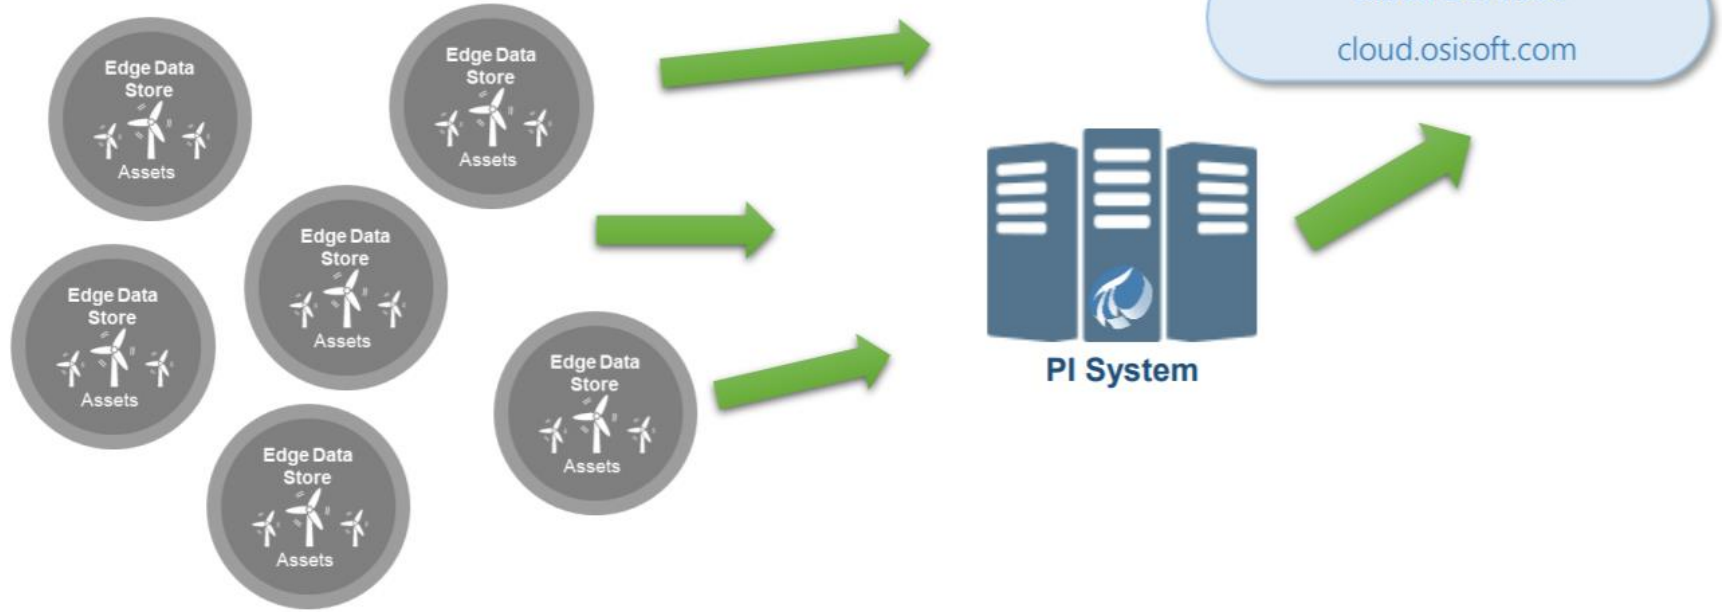 Edge Data
Store
Assets
Edge Data
Store
Assets
Edge Data
Store
Assets
Edge Data
Store
Assets
Edge Data
Store
Assets
Edge Data
Store
Assets
cloud.osisoft.com
PI System